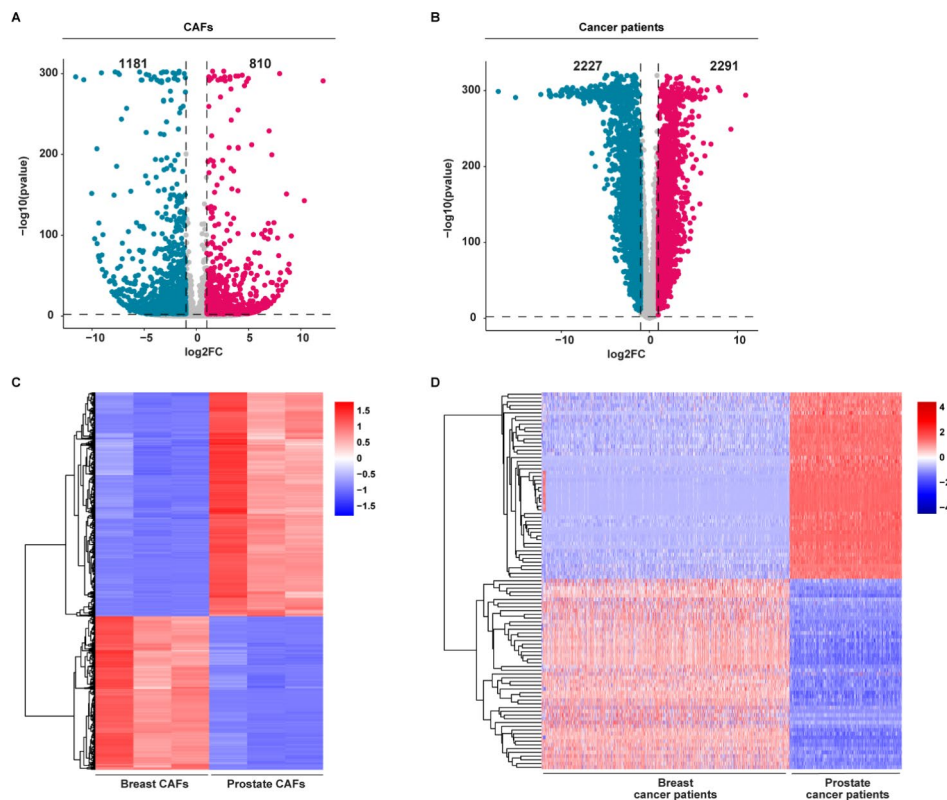 A
CAFs
1181
810
300
200
100
0
−log10(pvalue)
−10
−5
0
5
10
log2FC
B
Cancer patients
2227
2291
300
200
100
0
−log10(pvalue)
−10
0
10
log2FC
C
1.5
1
0.5
0
−0.5
−1
−1.5
Breast CAFs
Prostate CAFs
D
4
2
0
−4
Breast
cancer patients
Prostate
cancer patients